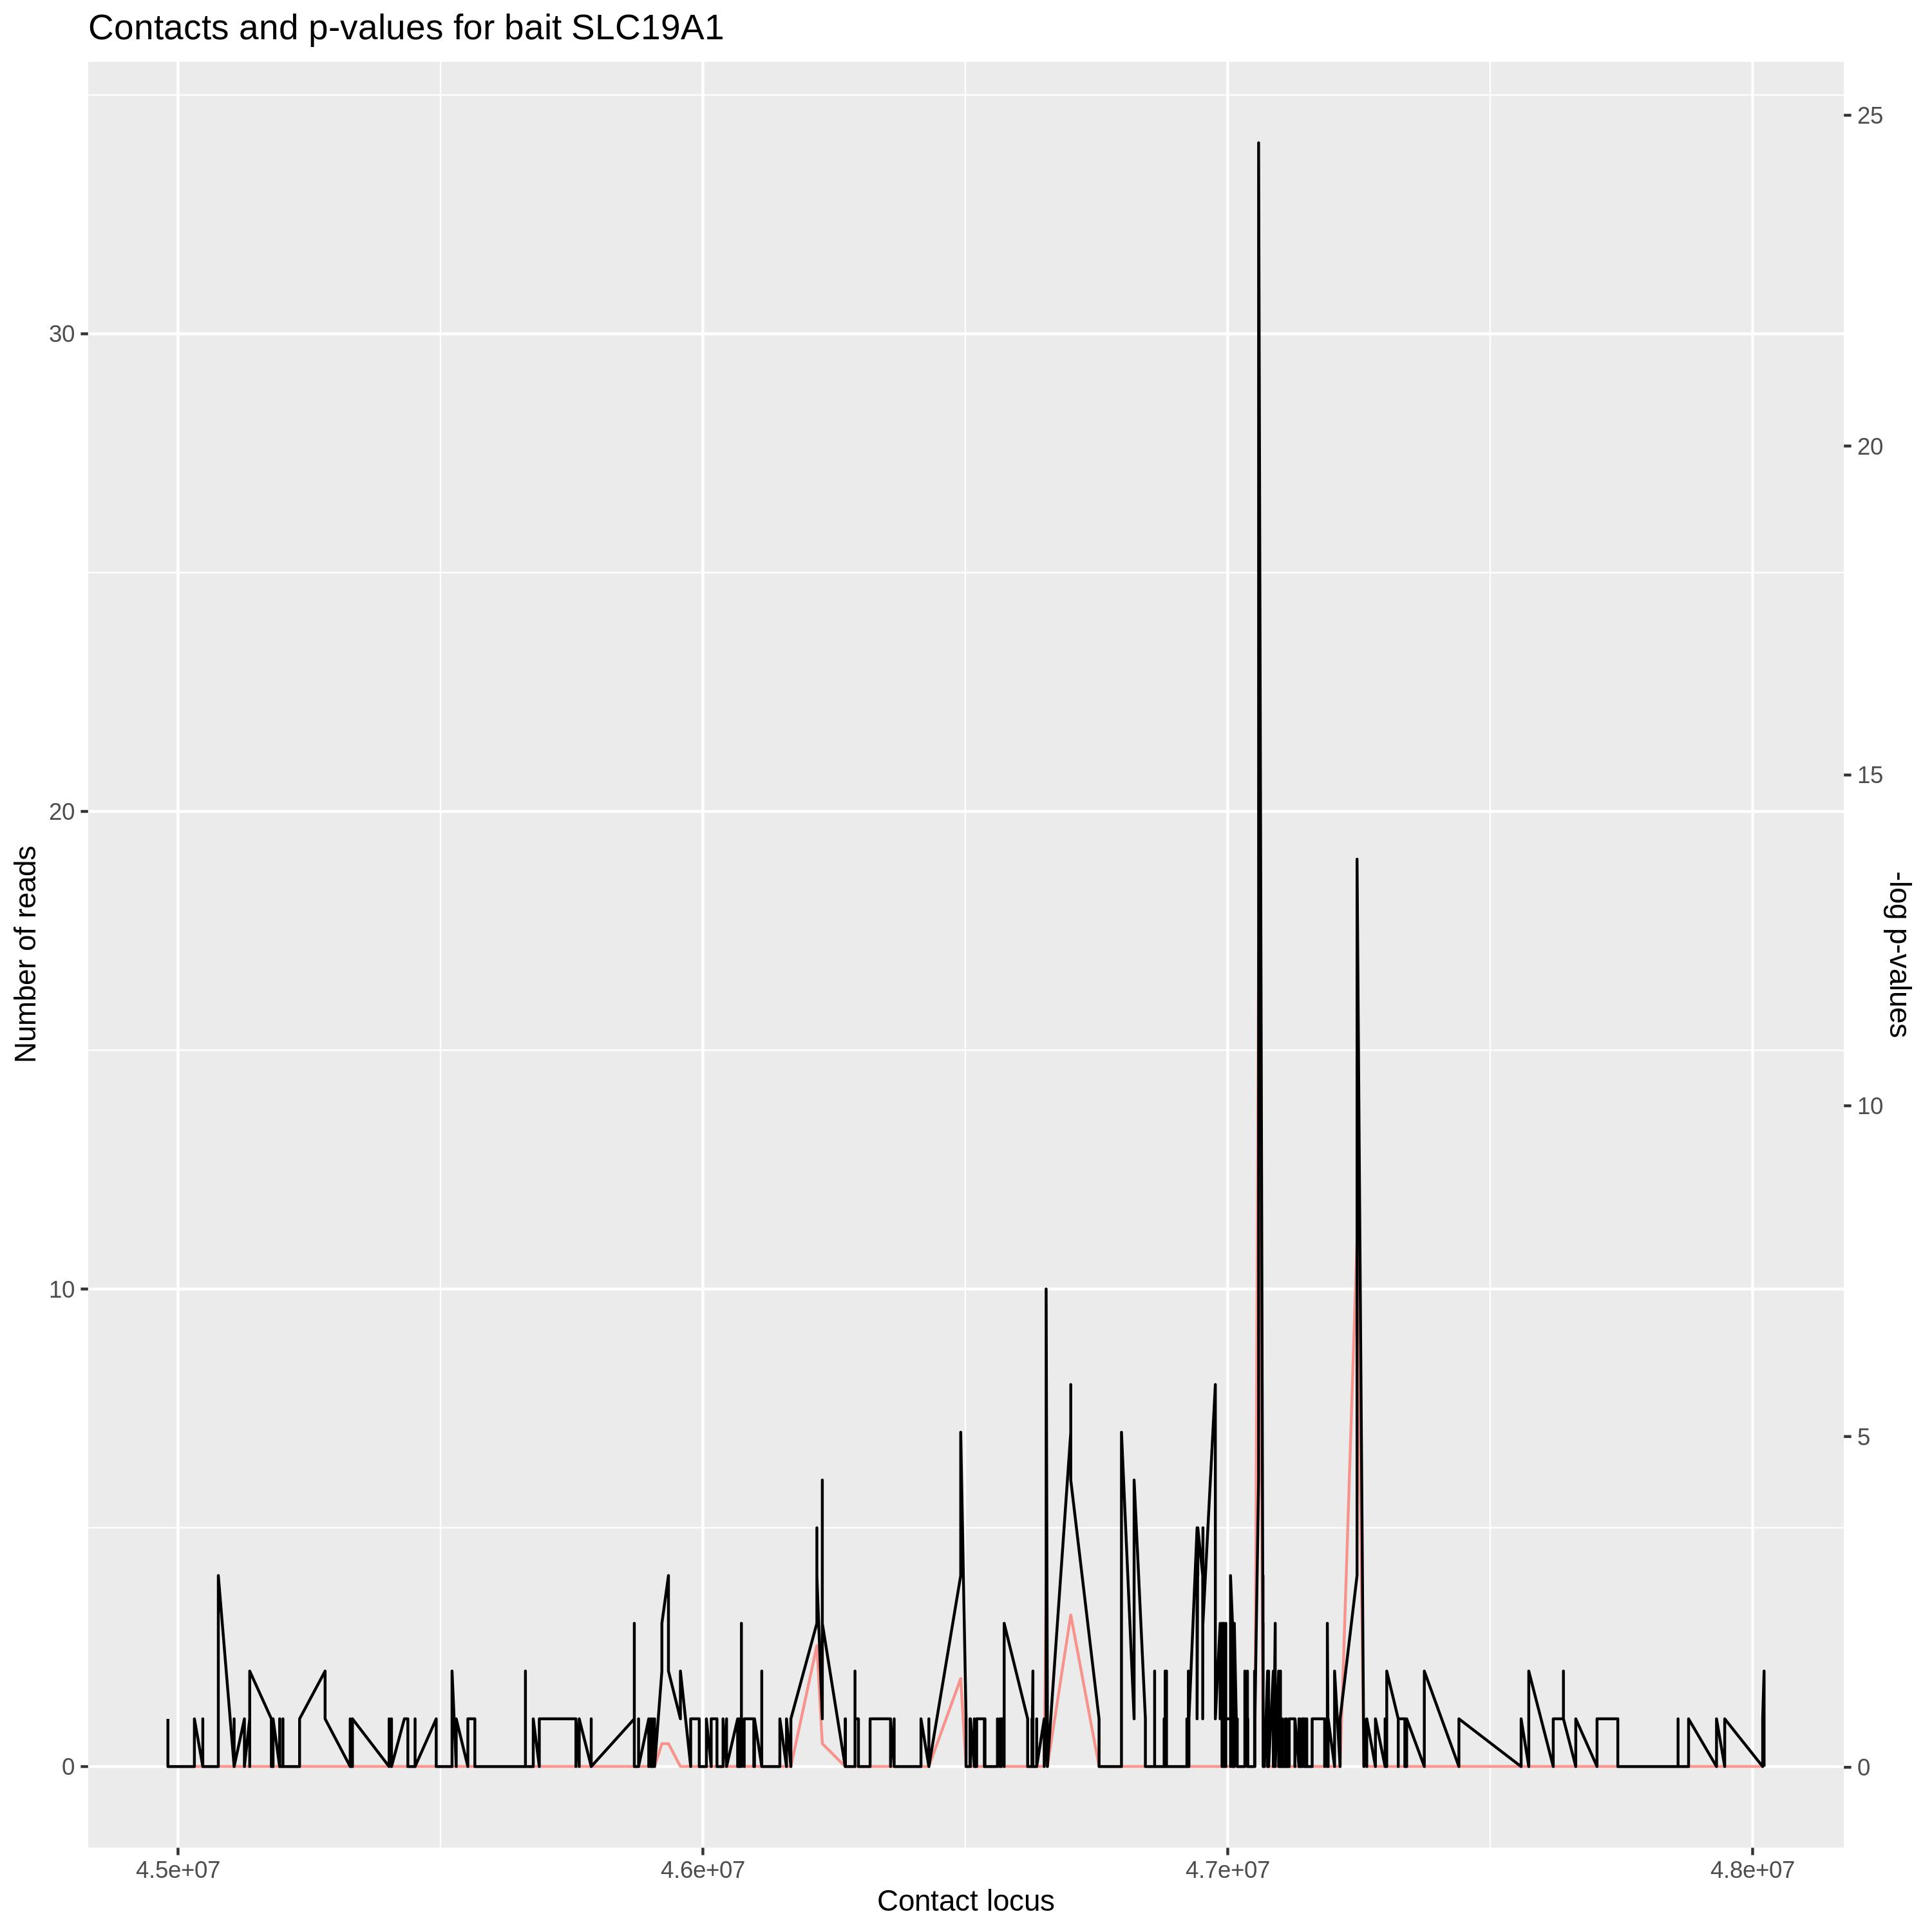 Contacts and p-values for bait SLC19A1
Number of reads
30
20
10
0
25
20
15
10
5
0
-log p-values
4.5e+07 4.6e+07 4.7e+07 4.8e+07
Contact locus